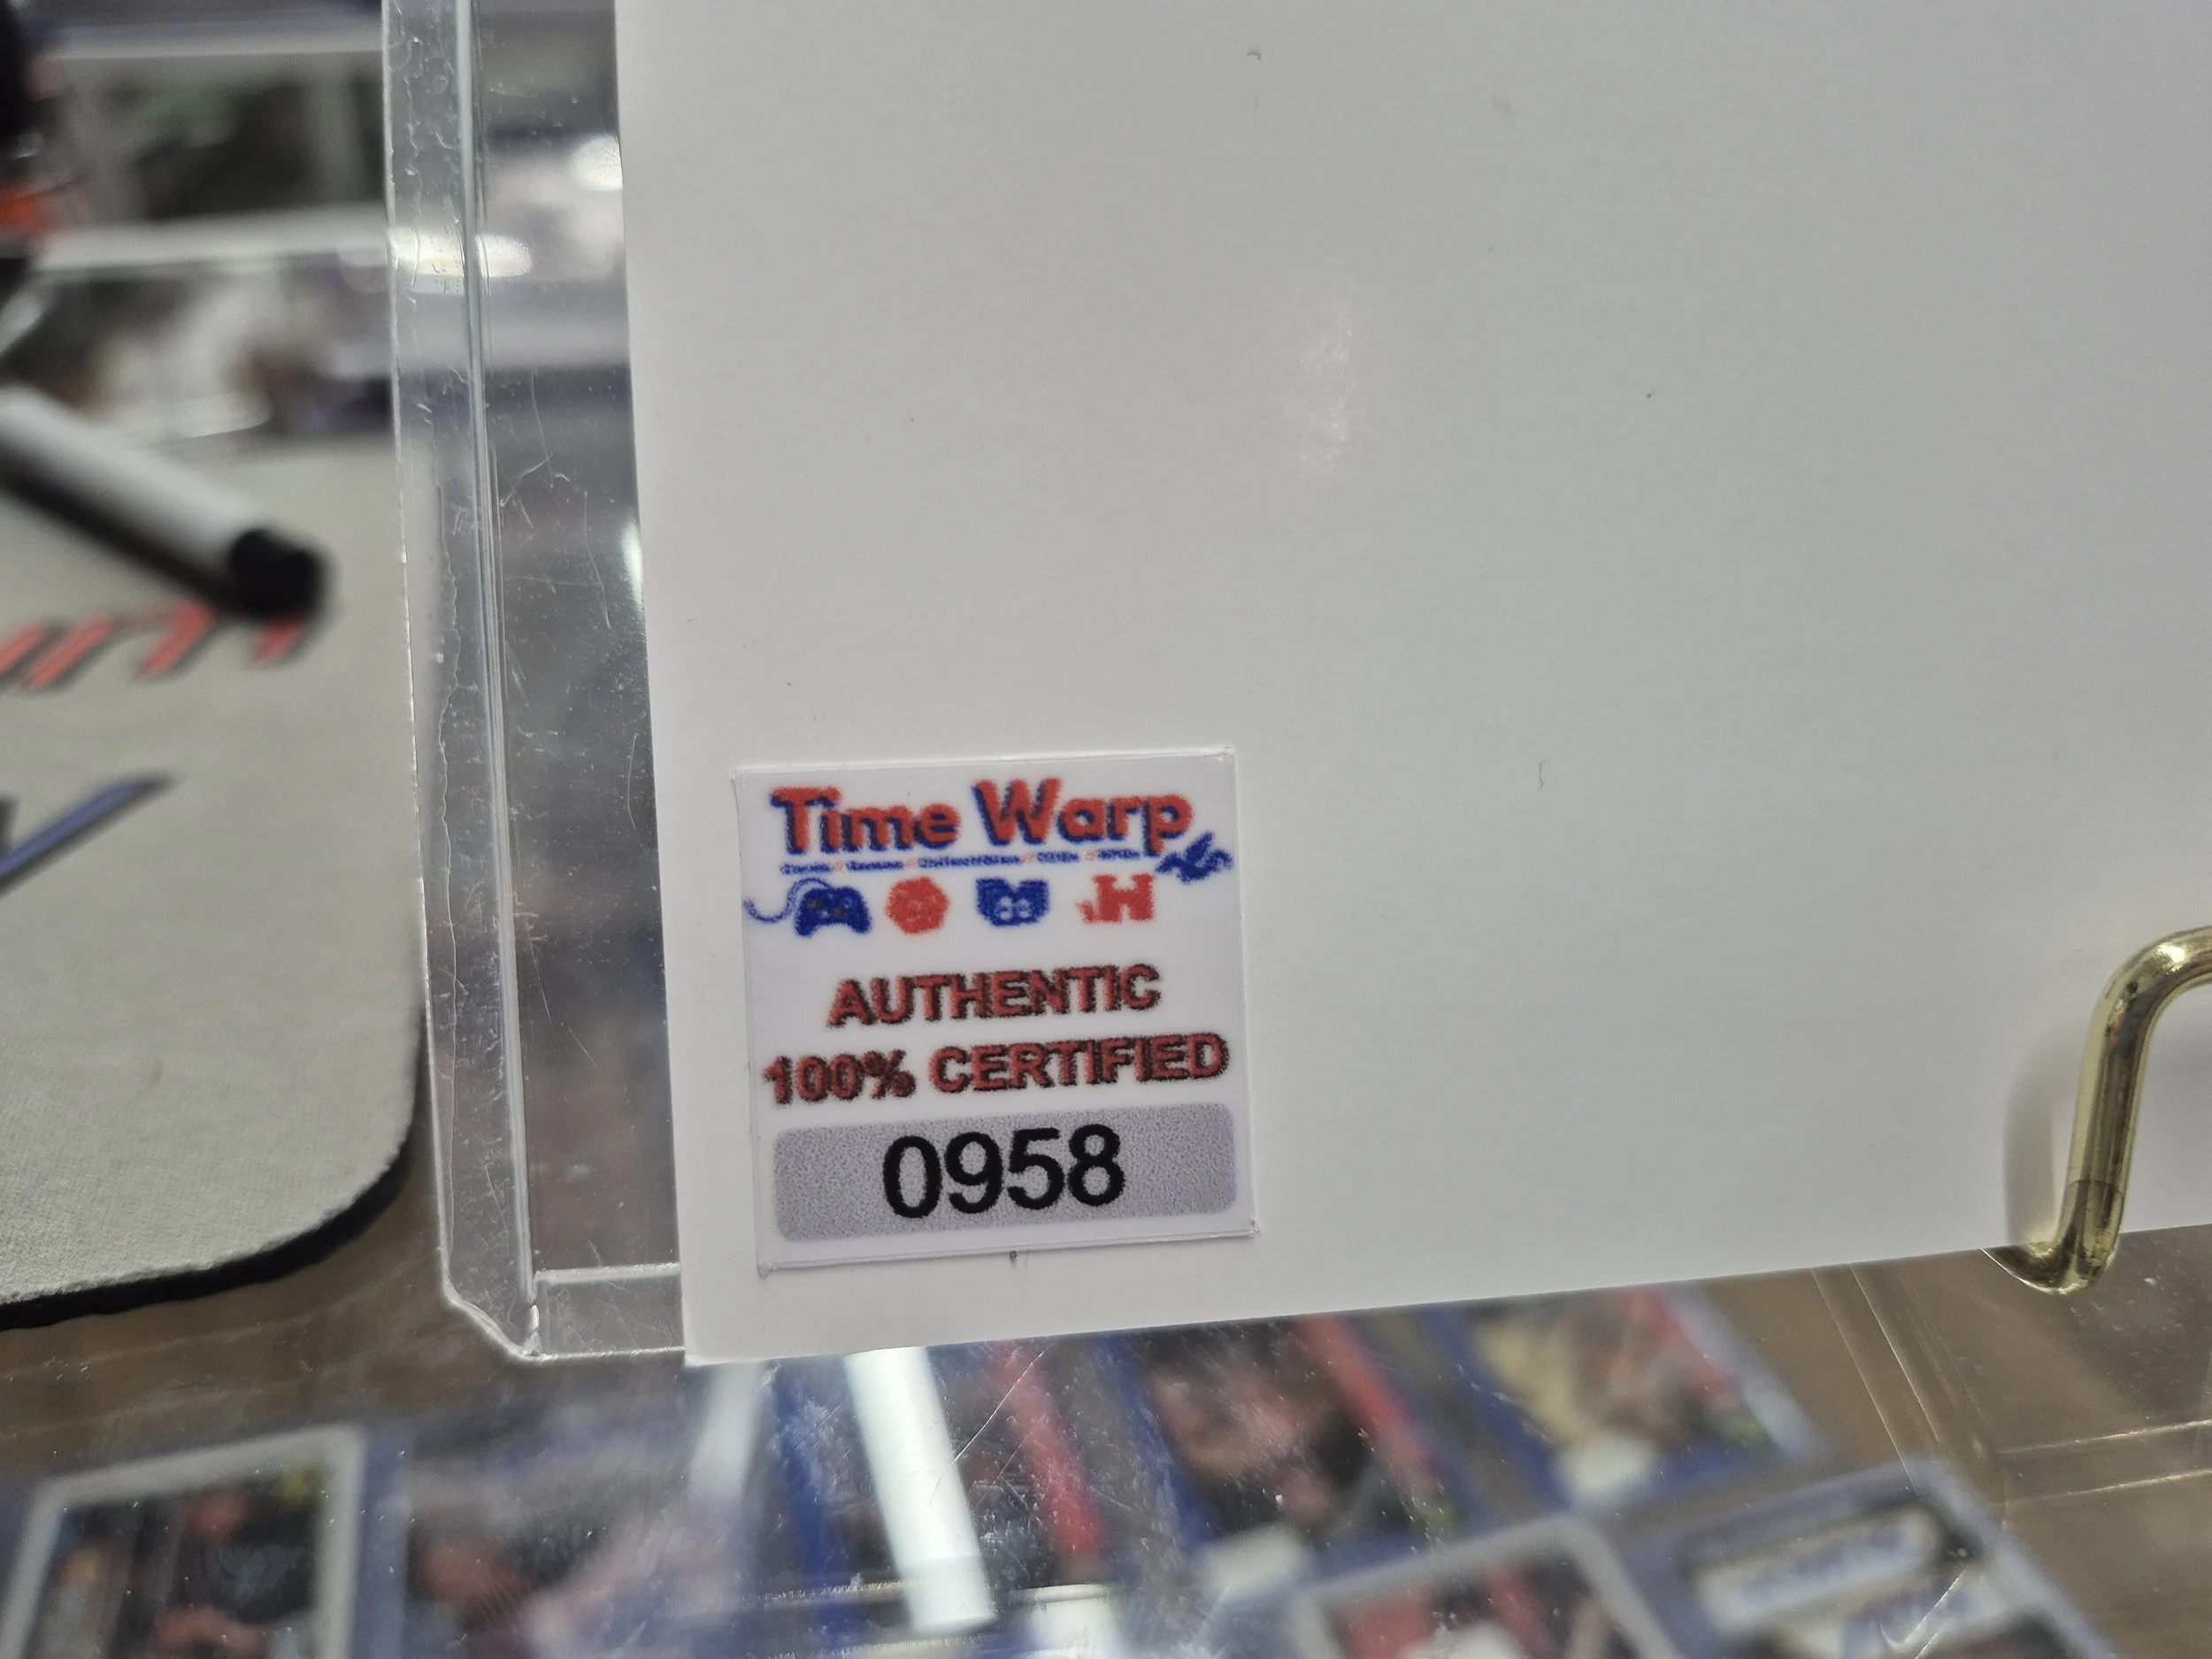 Time Warp
AUTHENTIC
100% CERTIFIED
0958